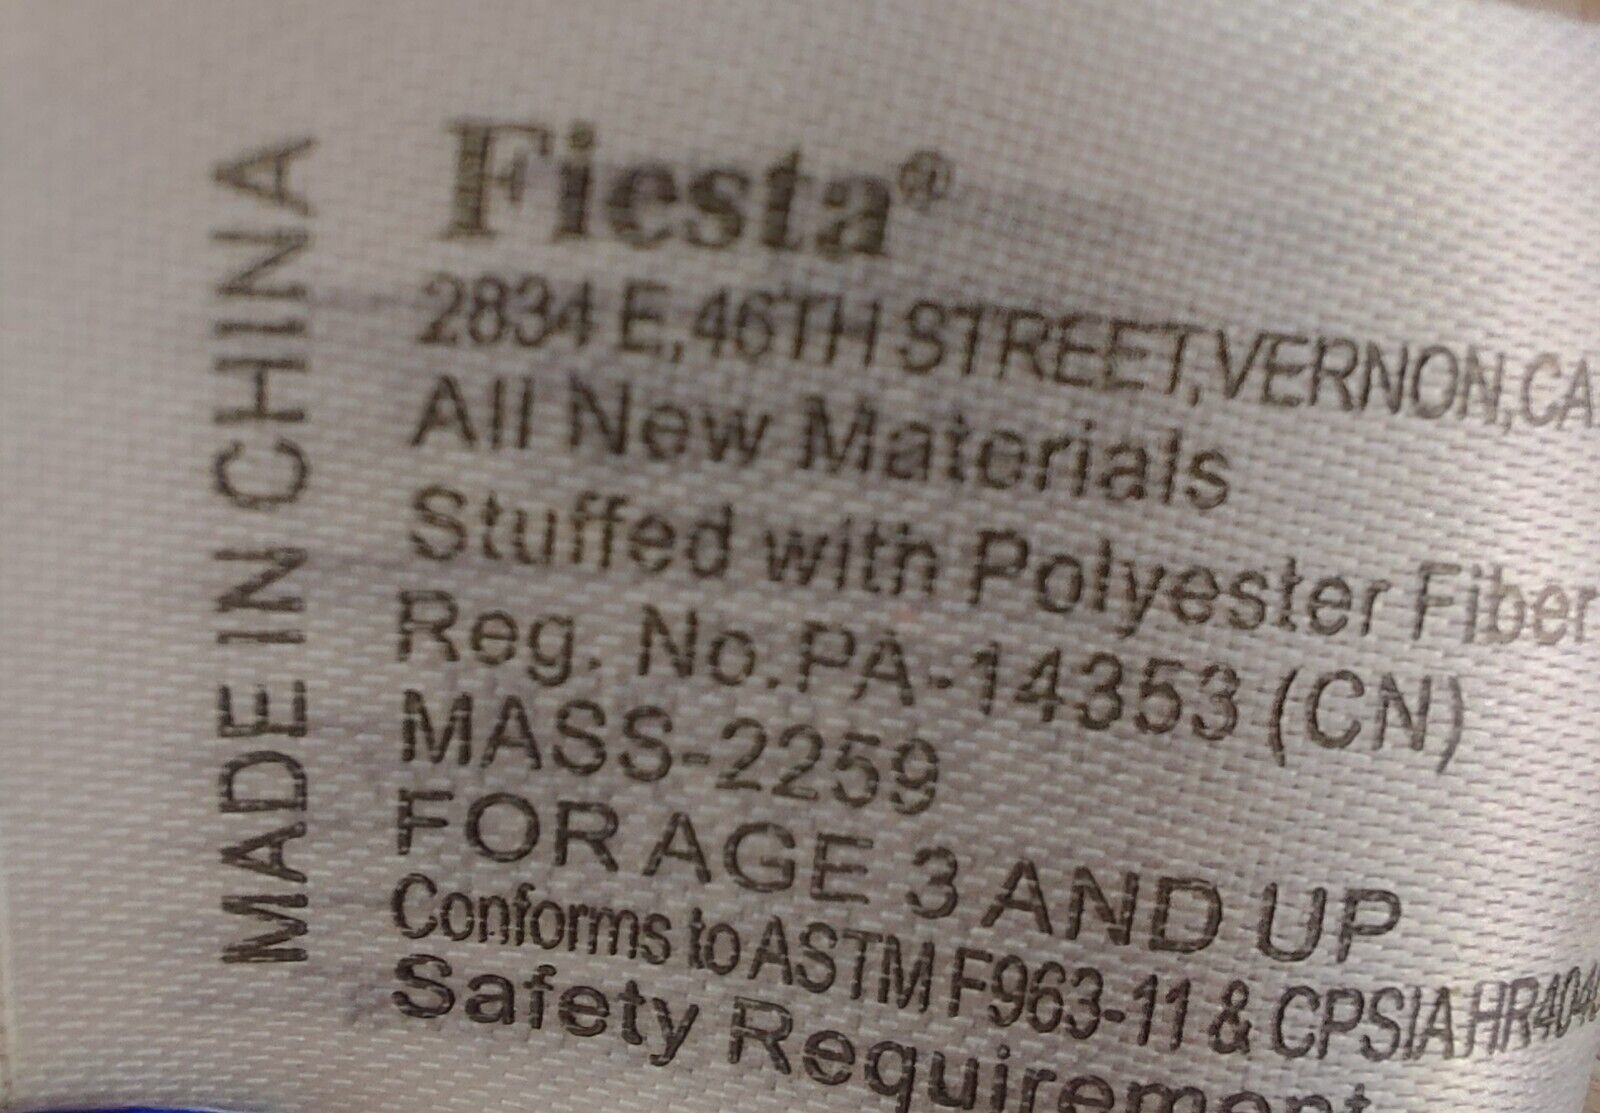 MADE IN CHINA
Fiesta®
2834 E,46TH STREET,VERNON,CA
All New Materials
Stuffed with Polyester Fiber
Reg. No.PA-14353 (CN)
MASS-2259
FOR AGE 3 AND UP
Conforms to ASTM F963-11 & CPSIA HR404
Safety Requirement